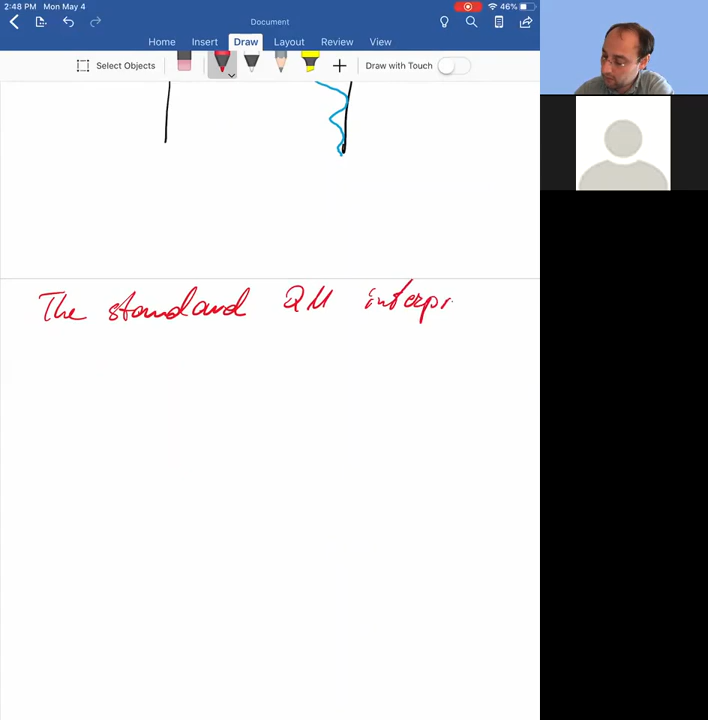 2:48 PM Mon May 4 46%
Document
Home Insert Draw Layout Review View
Select Objects Draw with Touch
The standard QM interpr